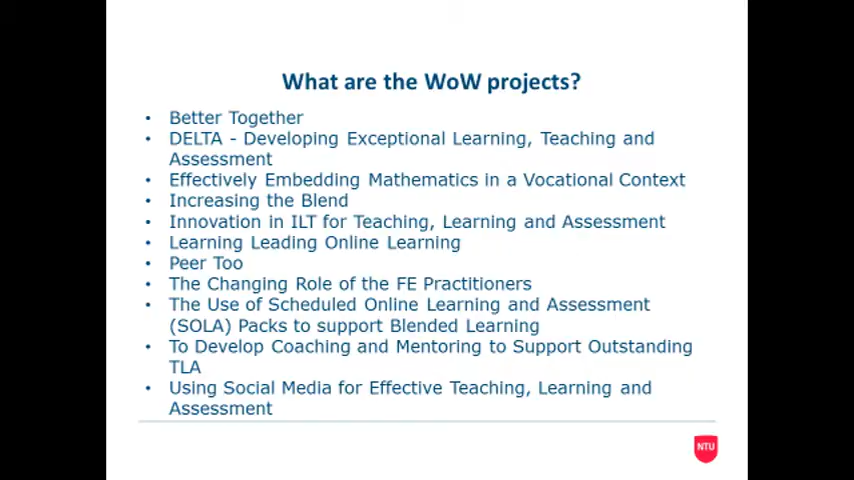 What are the WoW projects?
• Better Together
• DELTA - Developing Exceptional Learning, Teaching and
Assessment
• Effectively Embedding Mathematics in a Vocational Context
• Increasing the Blend
• Innovation in ILT for Teaching, Learning and Assessment
• Learning Leading Online Learning
• Peer Too
• The Changing Role of the FE Practitioners
• The Use of Scheduled Online Learning and Assessment
(SOLA) Packs to support Blended Learning
• To Develop Coaching and Mentoring to Support Outstanding
TLA
• Using Social Media for Effective Teaching, Learning and
Assessment
NTU